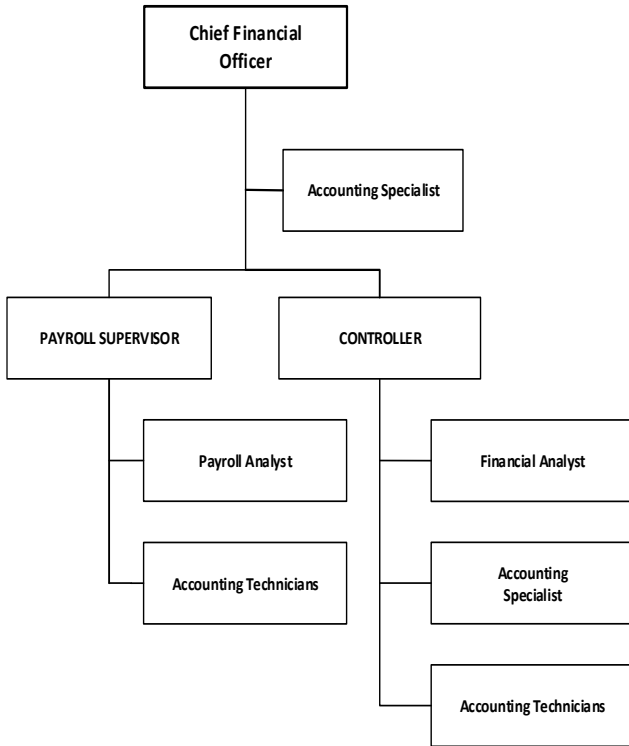 Chief Financial
Officer
Accounting Specialist
PAYROLL SUPERVISOR
CONTROLLER
Payroll Analyst
Financial Analyst
Accounting Technicians
Accounting
Specialist
Accounting Technicians